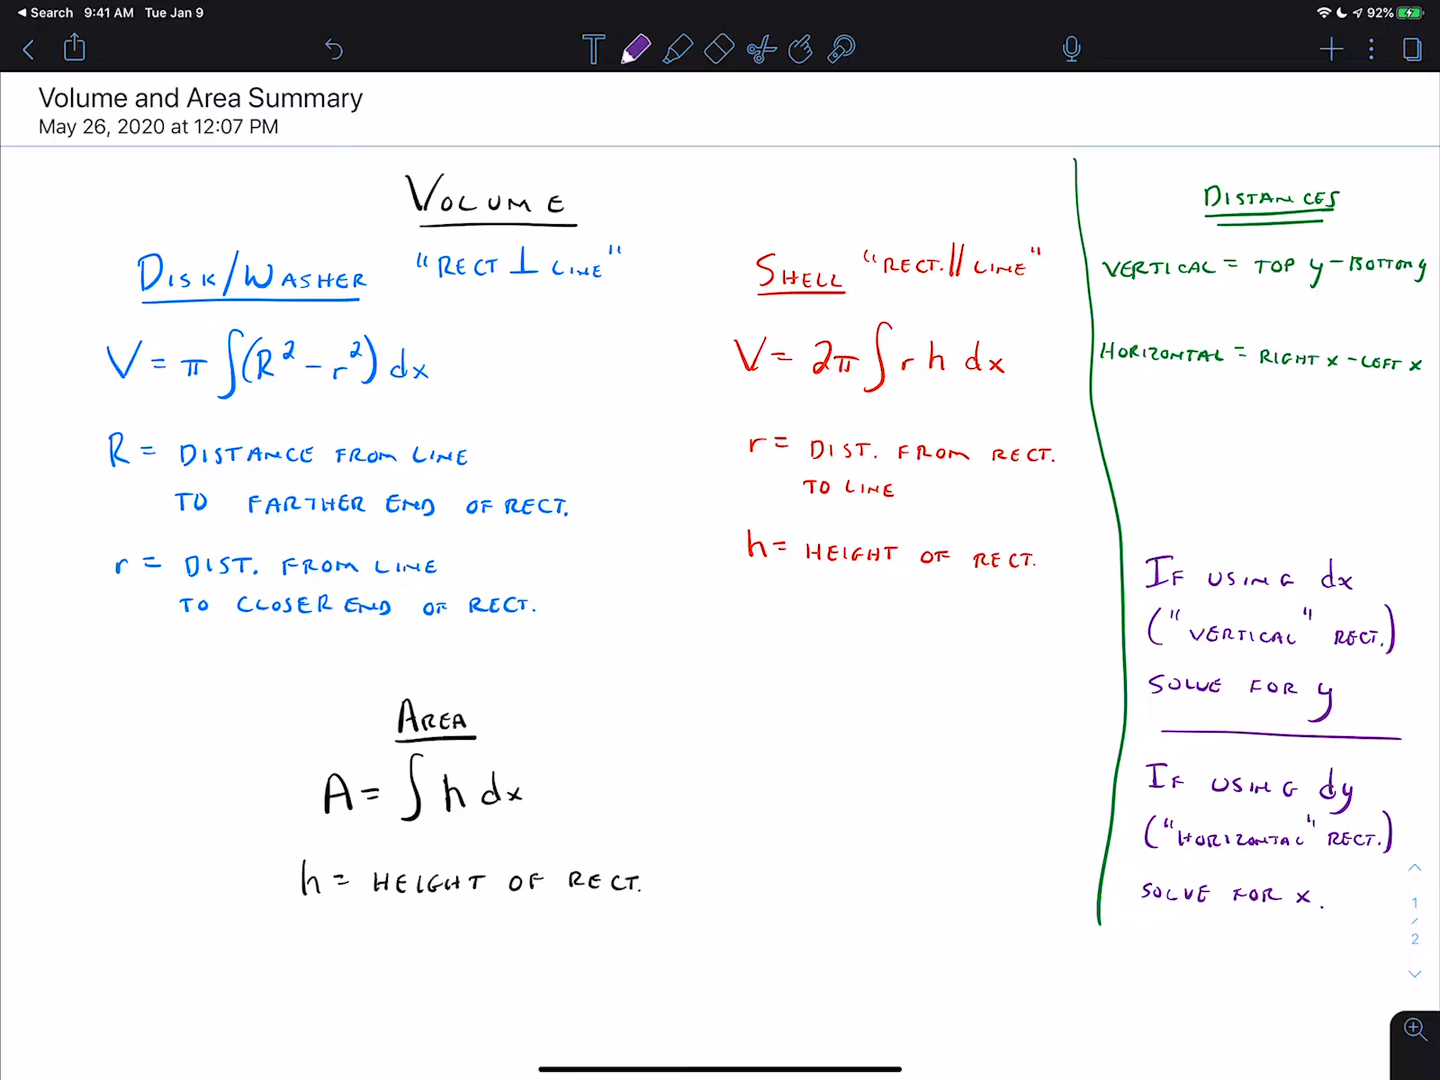 Search 9:41 AM Tue Jan 9 92%
Volume and Area Summary
May 26, 2020 at 12:07 PM
VOLUME
DISK/WASHER "RECT ⊥ LINE"
V = π ∫(R² - r²) dx
R = DISTANCE FROM LINE
TO FARTHER END OF RECT.
r = DIST. FROM LINE
TO CLOSER END OF RECT.
SHELL "RECT. // LINE"
V = 2π ∫ r h dx
r = DIST. FROM RECT.
TO LINE
h = HEIGHT OF RECT.
AREA
A = ∫ h dx
h = HEIGHT OF RECT.
DISTANCES
VERTICAL = TOP y - BOTTOM y
HORIZONTAL = RIGHT x - LEFT x
IF USING dx
("VERTICAL" RECT.)
SOLVE FOR y
IF USING dy
("HORIZONTAL" RECT.)
SOLVE FOR x.
1
/
2